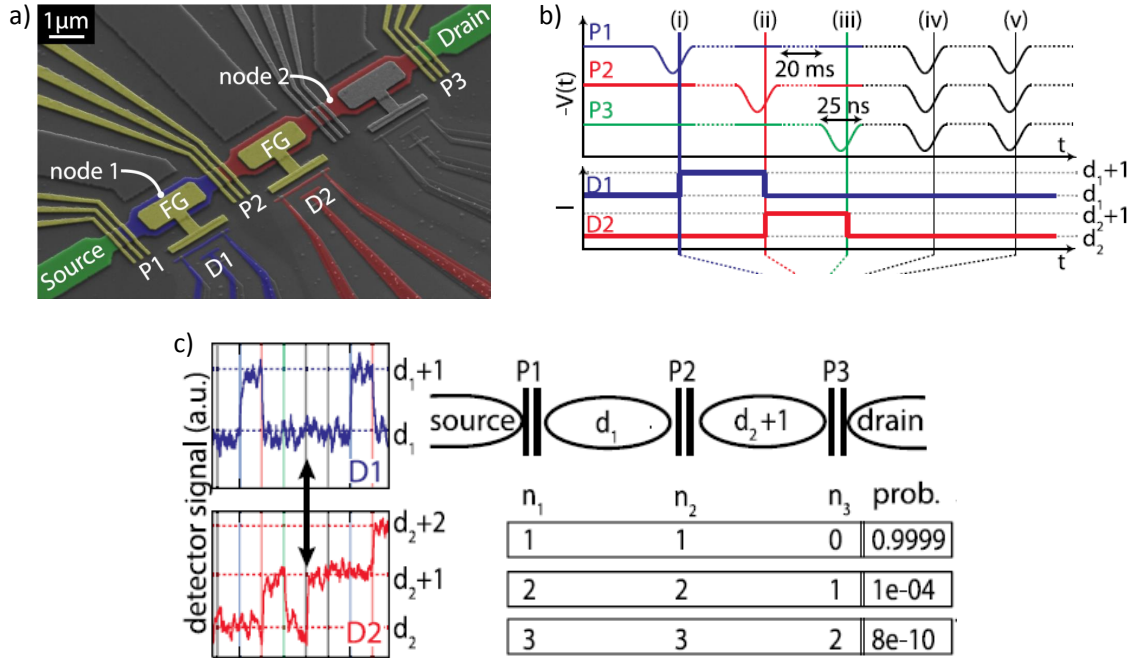 a)
1μm
Source
P1
D1
FG
node 1
P2
D2
FG
node 2
P3
Drain
b)
(i) (ii) (iii) (iv) (v)
-V(t)
P1
P2
P3
20 ms
25 ns
t
I
D1
D2
d₁+1
d₁
d₂+1
d₂
t
c)
detector signal (a.u.)
d₁+1
d₁
D1
d₂+2
d₂+1
d₂
D2
P1 P2 P3
source d₁ d₂+1 drain
n₁ n₂ n₃ prob.
1 1 0 0.9999
2 2 1 1e-04
3 3 2 8e-10